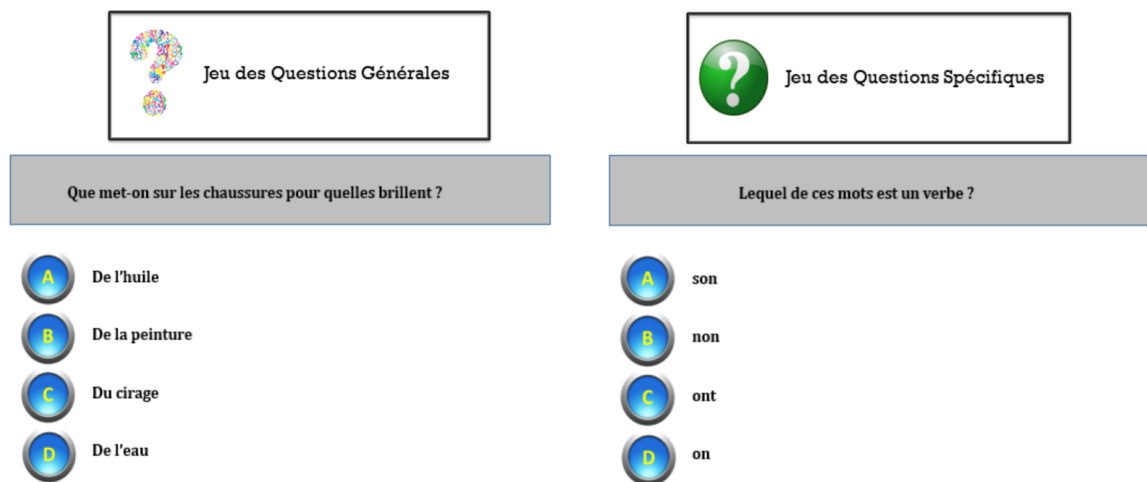 Jeu des Questions Générales
Que met-on sur les chaussures pour quelles brillent ?
A De l'huile
B De la peinture
C Du cirage
D De l'eau
Jeu des Questions Spécifiques
Lequel de ces mots est un verbe ?
A son
B non
C ont
D on